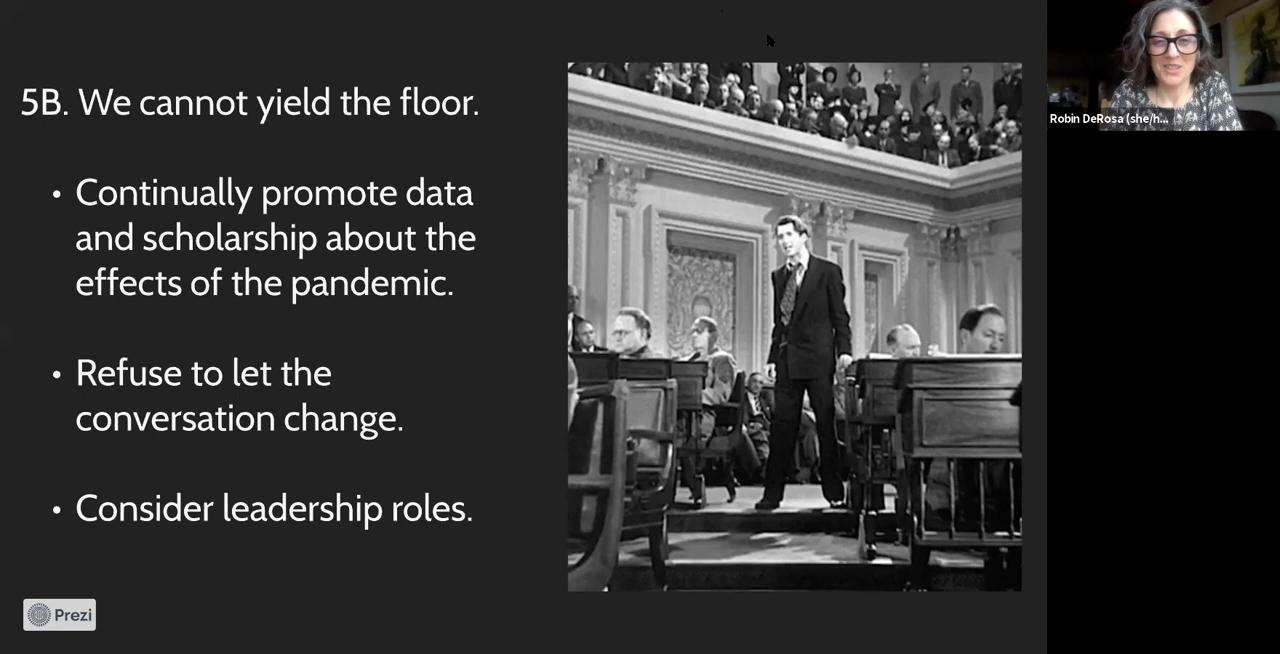 5B. We cannot yield the floor.
• Continually promote data
and scholarship about the
effects of the pandemic.
• Refuse to let the
conversation change.
• Consider leadership roles.
Prezi
Robin DeRosa (she/h...